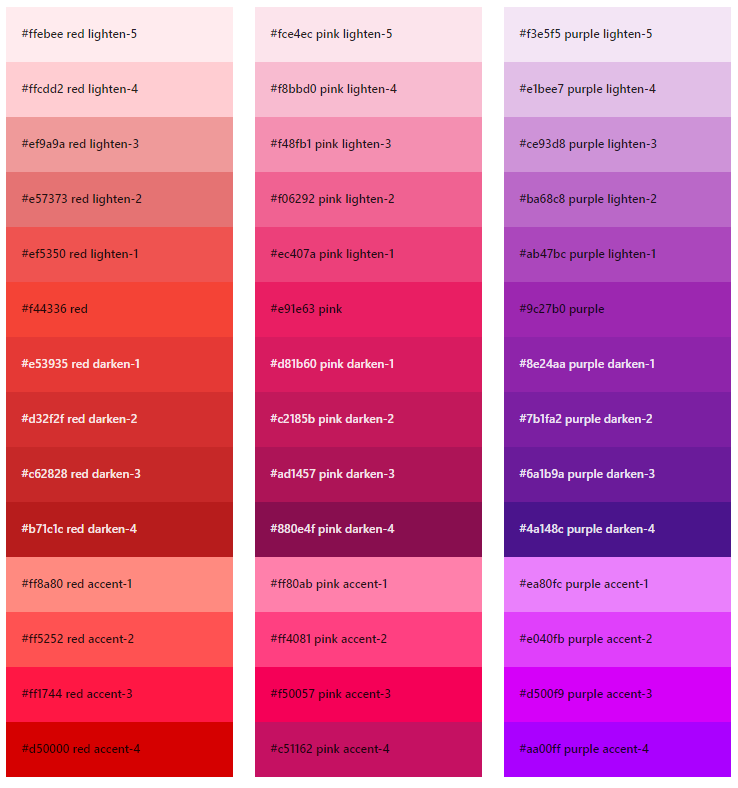 #ffebee red lighten-5
#ffcdd2 red lighten-4
#ef9a9a red lighten-3
#e57373 red lighten-2
#ef5350 red lighten-1
#f44336 red
#e53935 red darken-1
#d32f2f red darken-2
#c62828 red darken-3
#b71c1c red darken-4
#ff8a80 red accent-1
#ff5252 red accent-2
#ff1744 red accent-3
#d50000 red accent-4
#fce4ec pink lighten-5
#f8bbd0 pink lighten-4
#f48fb1 pink lighten-3
#f06292 pink lighten-2
#ec407a pink lighten-1
#e91e63 pink
#d81b60 pink darken-1
#c2185b pink darken-2
#ad1457 pink darken-3
#880e4f pink darken-4
#ff80ab pink accent-1
#ff4081 pink accent-2
#f50057 pink accent-3
#c51162 pink accent-4
#f3e5f5 purple lighten-5
#e1bee7 purple lighten-4
#ce93d8 purple lighten-3
#ba68c8 purple lighten-2
#ab47bc purple lighten-1
#9c27b0 purple
#8e24aa purple darken-1
#7b1fa2 purple darken-2
#6a1b9a purple darken-3
#4a148c purple darken-4
#ea80fc purple accent-1
#e040fb purple accent-2
#d500f9 purple accent-3
#aa00ff purple accent-4